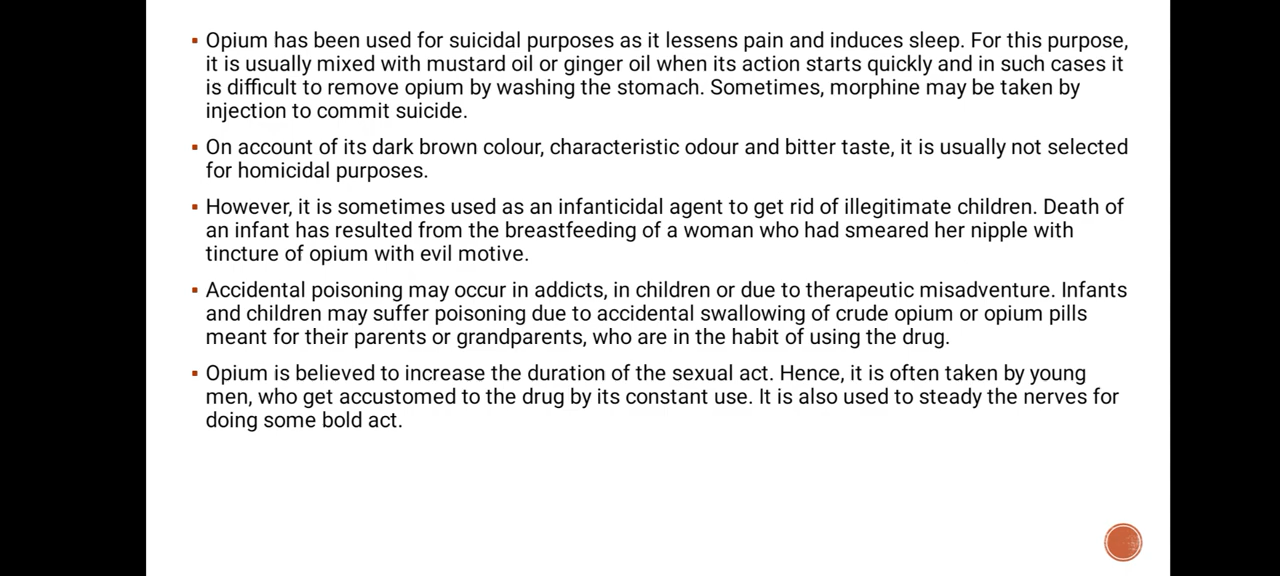 ▪ Opium has been used for suicidal purposes as it lessens pain and induces sleep. For this purpose,
it is usually mixed with mustard oil or ginger oil when its action starts quickly and in such cases it
is difficult to remove opium by washing the stomach. Sometimes, morphine may be taken by
injection to commit suicide.
▪ On account of its dark brown colour, characteristic odour and bitter taste, it is usually not selected
for homicidal purposes.
▪ However, it is sometimes used as an infanticidal agent to get rid of illegitimate children. Death of
an infant has resulted from the breastfeeding of a woman who had smeared her nipple with
tincture of opium with evil motive.
▪ Accidental poisoning may occur in addicts, in children or due to therapeutic misadventure. Infants
and children may suffer poisoning due to accidental swallowing of crude opium or opium pills
meant for their parents or grandparents, who are in the habit of using the drug.
▪ Opium is believed to increase the duration of the sexual act. Hence, it is often taken by young
men, who get accustomed to the drug by its constant use. It is also used to steady the nerves for
doing some bold act.